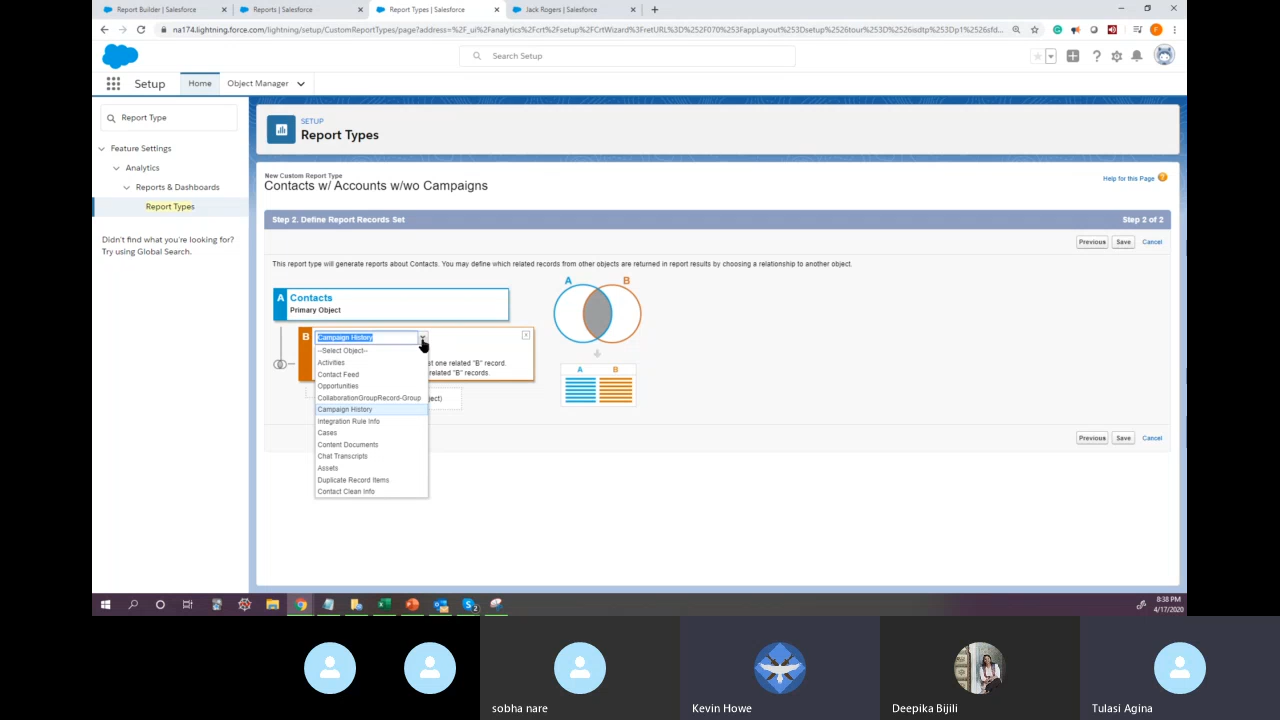 Report Builder | Salesforce
Reports | Salesforce
Report Types | Salesforce
Jack Rogers | Salesforce
Search Setup
Setup
Home
Object Manager
Report Type
Feature Settings
Analytics
Reports & Dashboards
Report Types
Didn't find what you're looking for?
Try using Global Search.
SETUP
Report Types
New Custom Report Type
Contacts w/ Accounts w/wo Campaigns
Help for this Page
Step 2. Define Report Records Set
Step 2 of 2
Previous
Save
Cancel
This report type will generate reports about Contacts. You may define which related records from other objects are returned in report results by choosing a relationship to another object.
A
Contacts
Primary Object
B
Campaign History
--Select Object--
Activities
Contact Feed
Opportunities
CollaborationGroupRecord-Group
Campaign History
Integration Rule Info
Cases
Content Documents
Chat Transcripts
Assets
Duplicate Record Items
Contact Clean Info
st one related "B" record.
related "B" records.
ject)
A
B
A
B
Previous
Save
Cancel
8:38 PM
4/17/2020
sobha nare
Kevin Howe
Deepika Bijili
Tulasi Agina